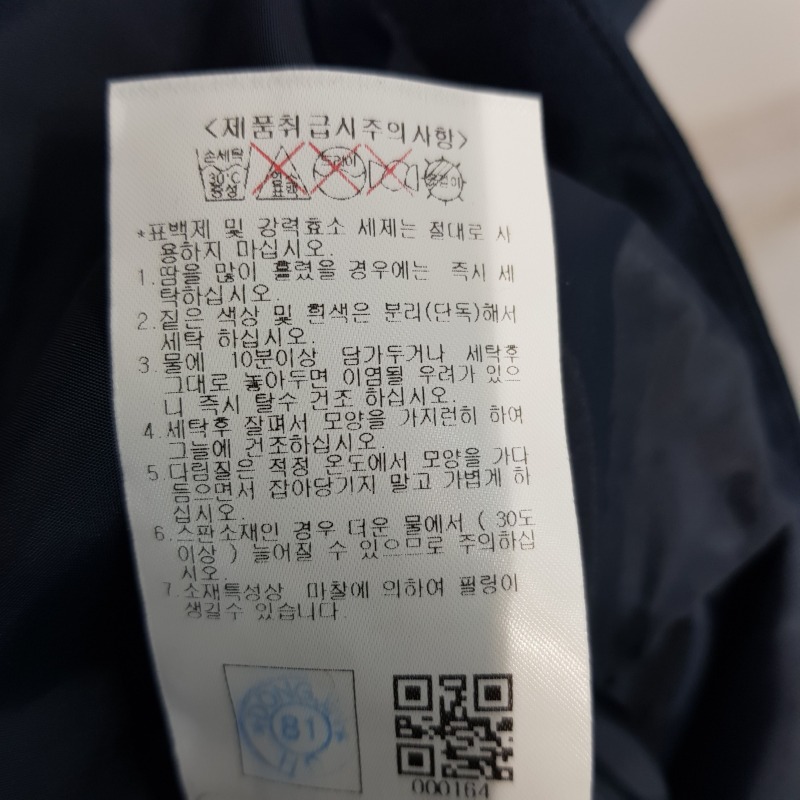 <제품취급시주의사항>
손세탁
30°C
중성
염소
표백
드라이
옷걸이
*표백제 및 강력효소 세제는 절대로 사
용하지 마십시오.
1.땀을 많이 흘렸을 경우에는 즉시 세
탁하십시오.
2.짙은 색상 및 흰색은 분리(단독)해서
세탁 하십시오.
3.물에 10분이상 담가두거나 세탁후
그대로 놓아두면 이염될 우려가 있으
니 즉시 탈수 건조 하십시오.
4.세탁후 잘펴서 모양을 가지런히 하여
그늘에 건조하십시오.
5.다림질은 적정 온도에서 모양을 가다
듬으면서 잡아당기지 말고 가볍게 하
십시오.
6.스판소재인 경우 더운 물에서 ( 30도
이상 ) 늘어질 수 있으므로 주의하십
시오.
7.소재특성상 마찰에 의하여 필링이
생길수 있습니다.
81
000164